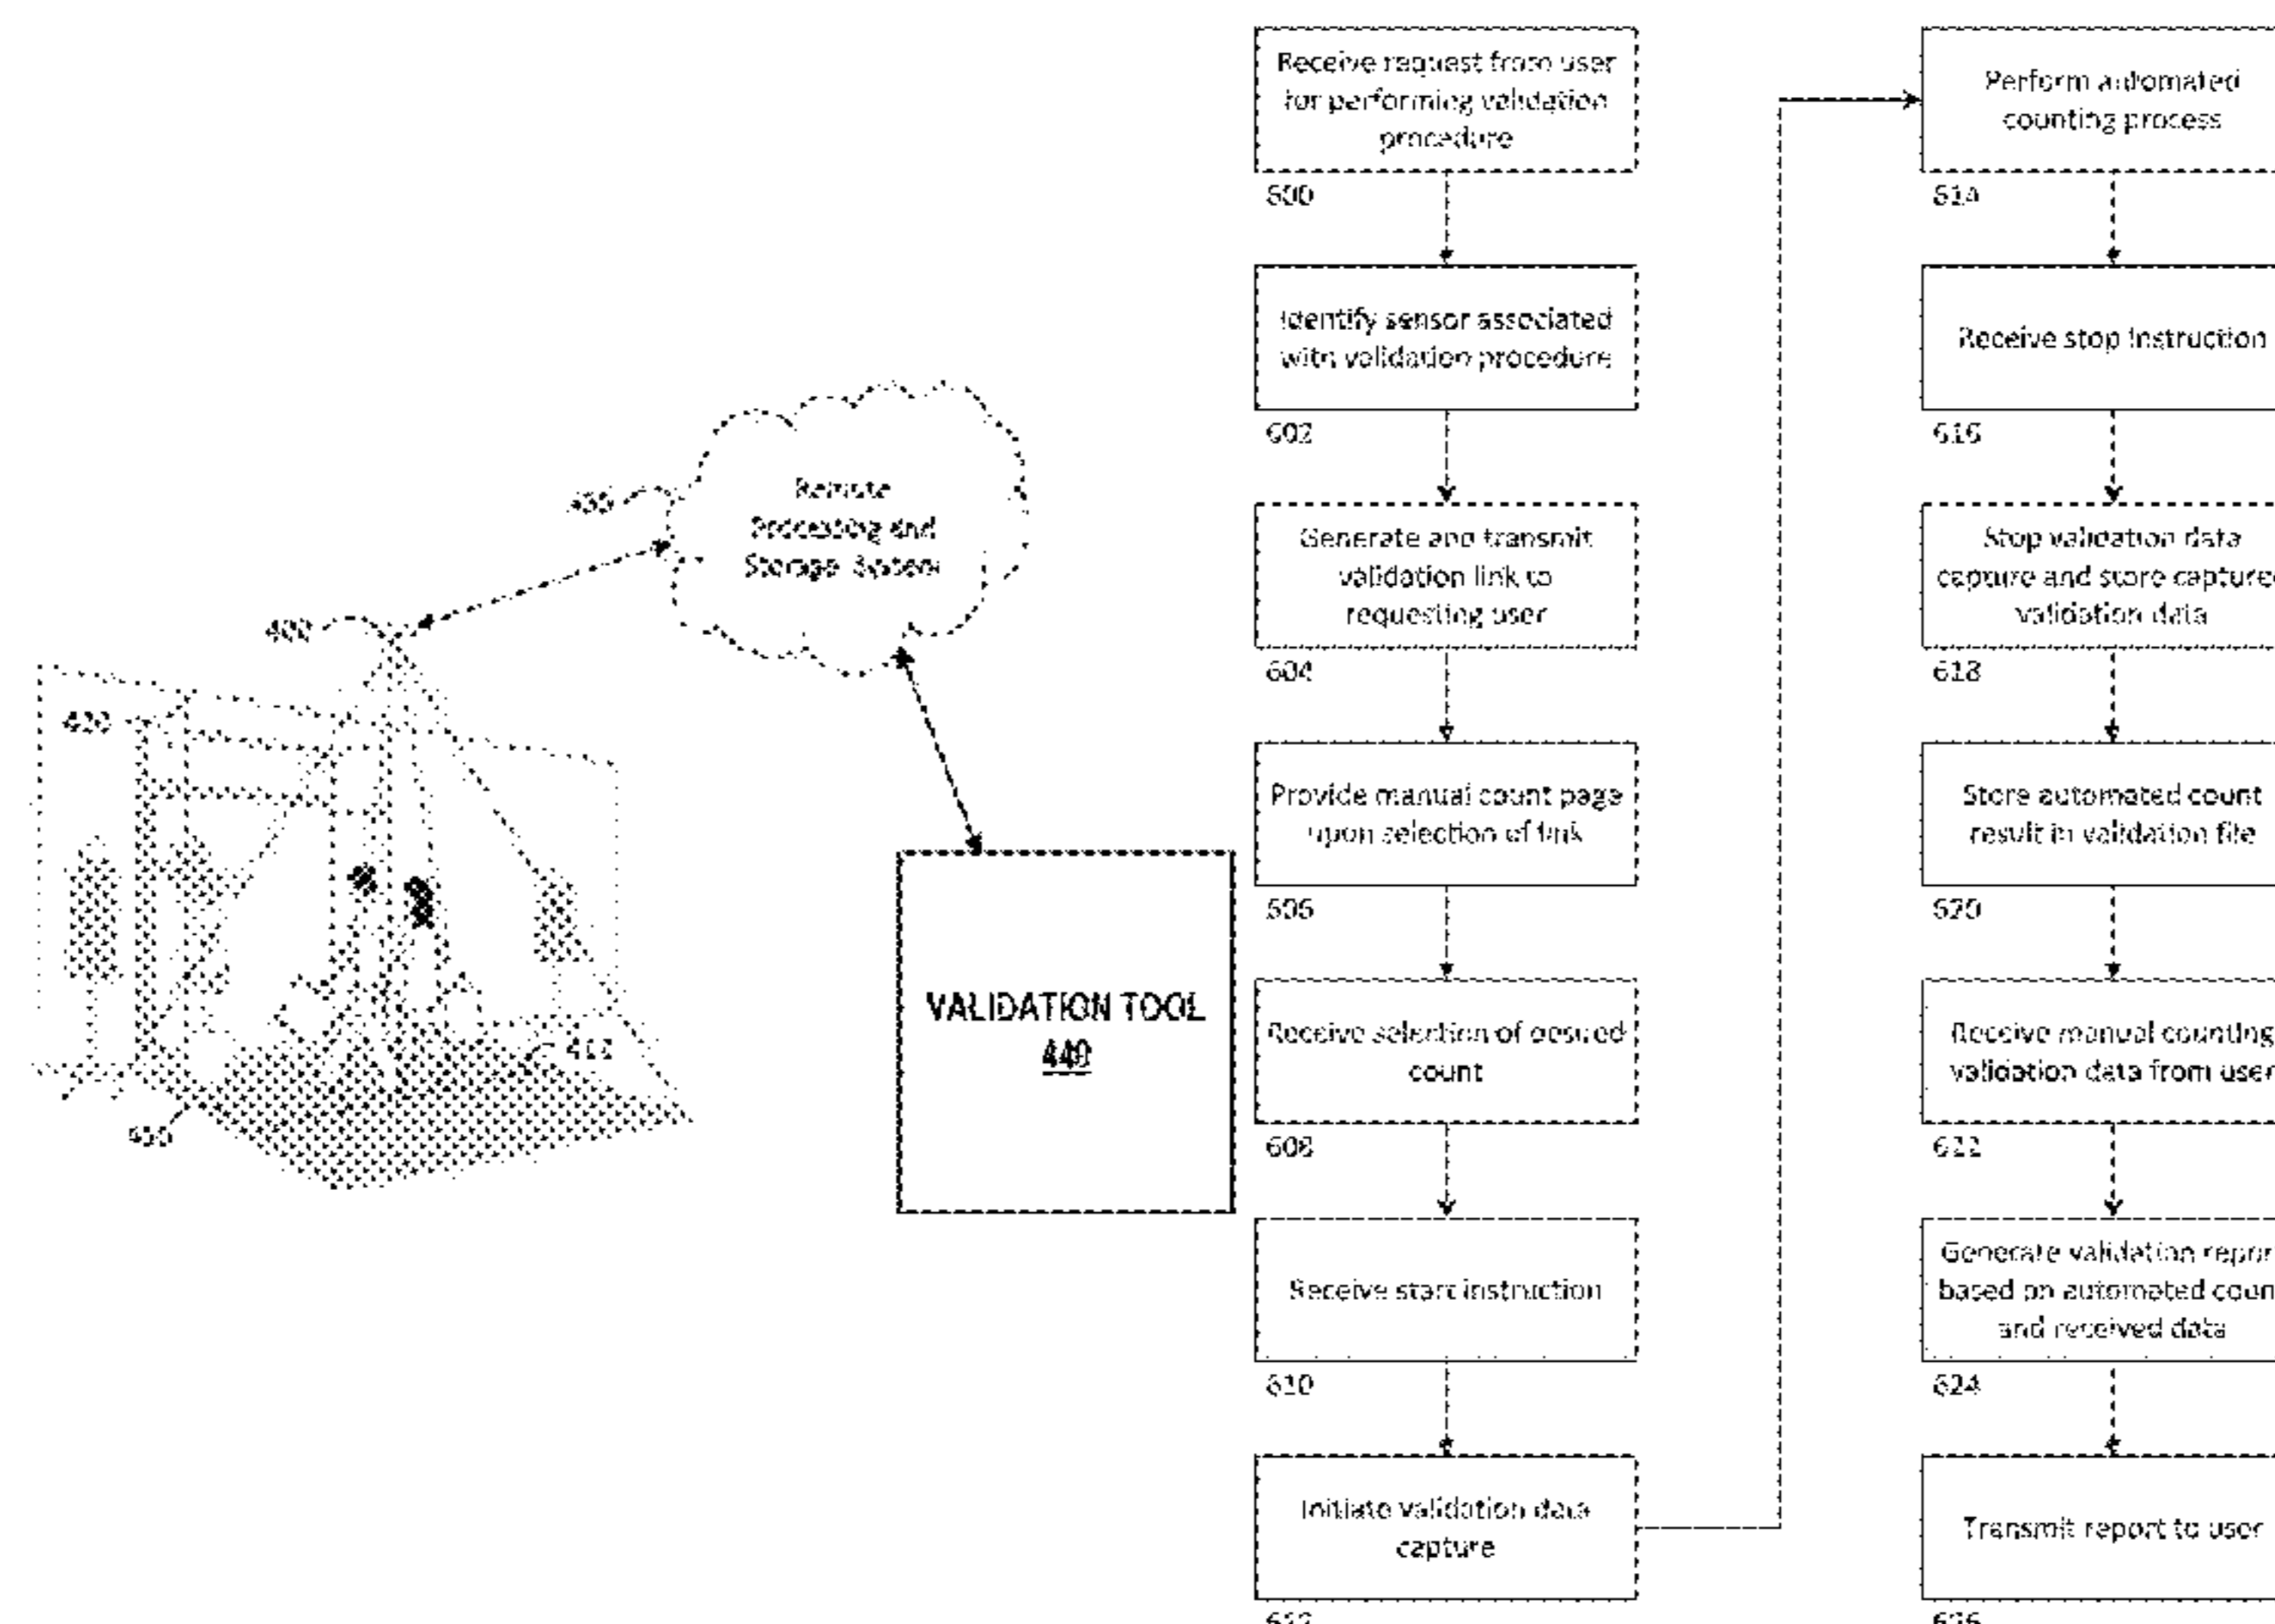 Remote
Processing and
Storage System
400
VALIDATION TOOL
440
Receive request from user
for performing validation
procedure
600
Identify sensor associated
with validation procedure
602
Generate and transmit
validation link to
requesting user
604
Provide manual count page
upon selection of link
606
Receive selection of desired
count
608
Receive start instruction
610
Initiate validation data
capture
Perform automated
counting process
614
Receive stop instruction
616
Stop validation data
capture and store capture
validation data
618
Store automated count
result in validation file
620
Receive manual counting
validation data from user
622
Generate validation repor
based on automated coun
and received data
624
Transmit report to user